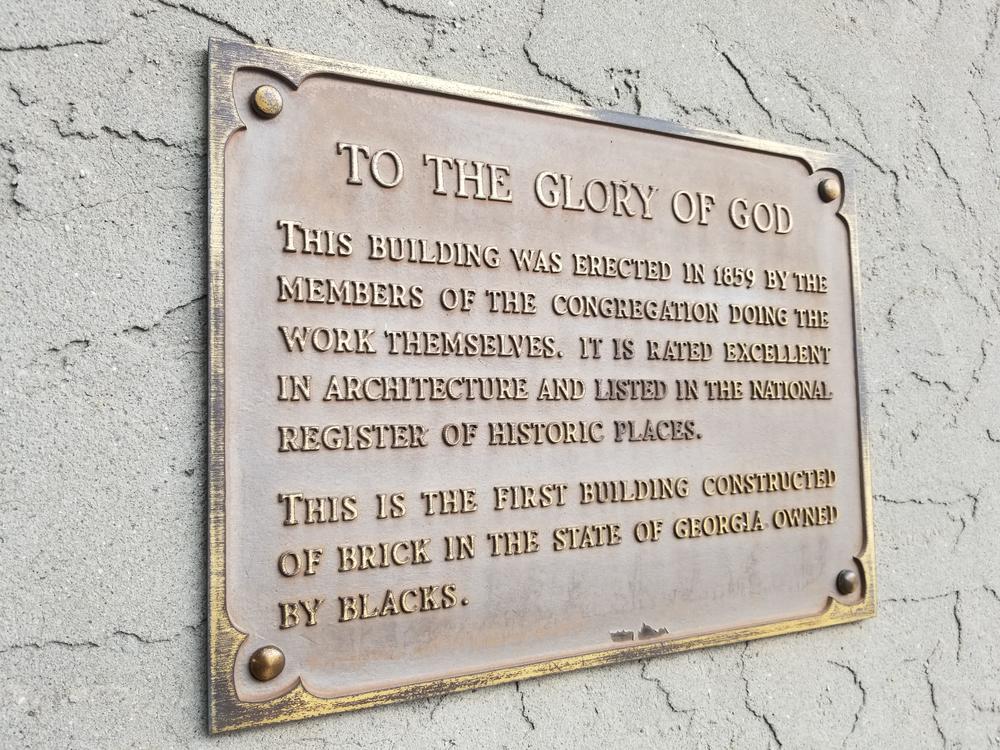 TO THE GLORY OF GOD
THIS BUILDING WAS ERECTED IN 1859 BY THE
MEMBERS OF THE CONGREGATION DOING THE
WORK THEMSELVES. IT IS RATED EXCELLENT
IN ARCHITECTURE AND LISTED IN THE NATIONAL
REGISTER OF HISTORIC PLACES.
THIS IS THE FIRST BUILDING CONSTRUCTED
OF BRICK IN THE STATE OF GEORGIA OWNED
BY BLACKS.